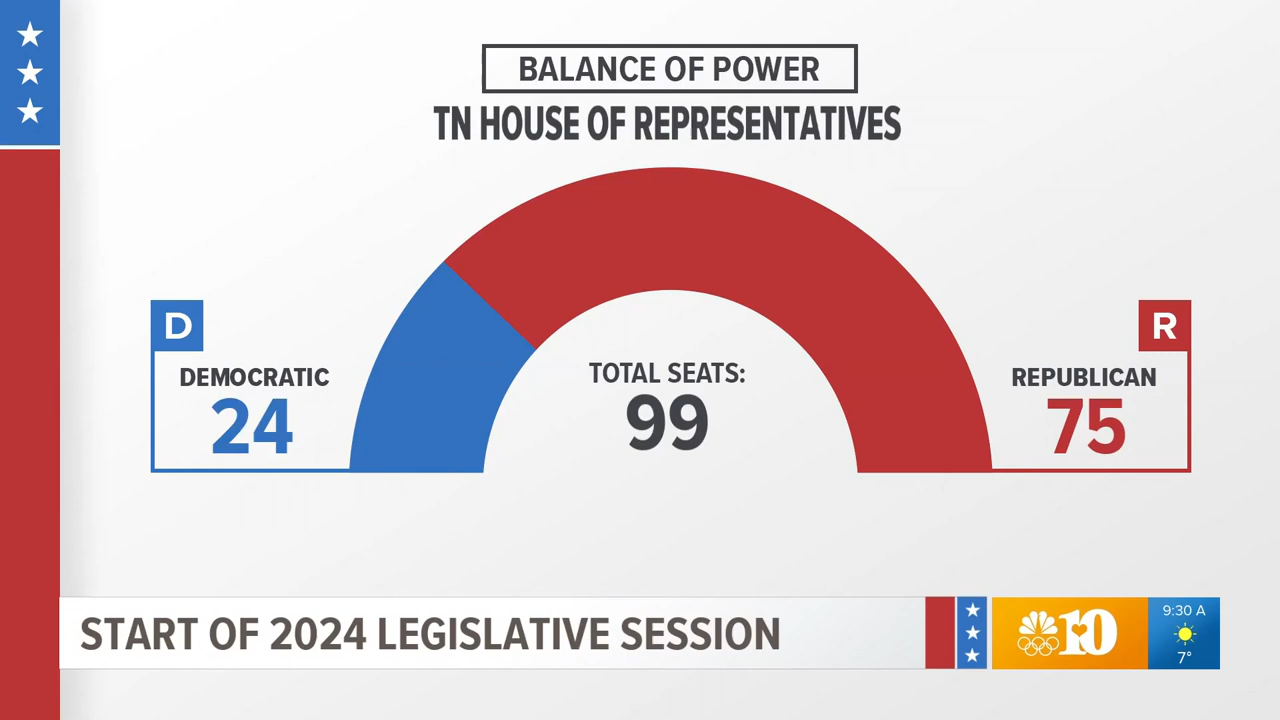 BALANCE OF POWER
TN HOUSE OF REPRESENTATIVES
D
DEMOCRATIC
24
TOTAL SEATS:
99
R
REPUBLICAN
75
START OF 2024 LEGISLATIVE SESSION
10
9:30 A
7°